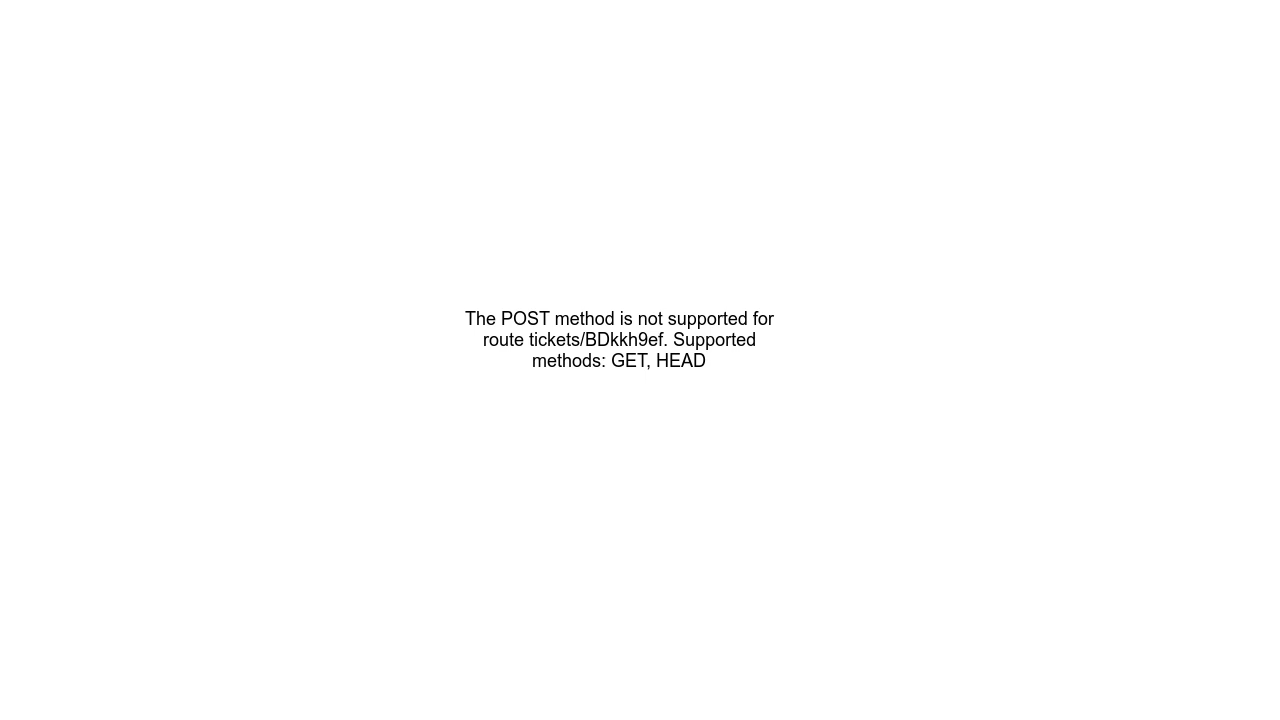 The POST method is not supported for
route tickets/BDkkh9ef. Supported
methods: GET, HEAD